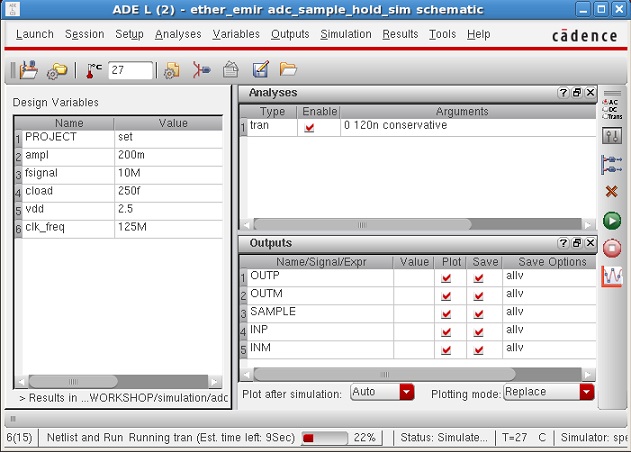 ADE L (2) - ether_emir adc_sample_hold_sim schematic
Launch Session Setup Analyses Variables Outputs Simulation Results Tools Help cādence
27
Design Variables
Name Value
1 PROJECT set
2 ampl 200m
3 fsignal 10M
4 cload 250f
5 vdd 2.5
6 clk_freq 125M
> Results in ...WORKSHOP/simulation/adc
Analyses
Type Enable Arguments
1 tran 0 120n conservative
Outputs
Name/Signal/Expr Value Plot Save Save Options
1 OUTP allv
2 OUTM allv
3 SAMPLE allv
4 INP allv
5 INM allv
Plot after simulation: Auto Plotting mode: Replace
AC
DC
Trans
6(15) Netlist and Run Running tran (Est. time left: 9Sec) 22% Status: Simulate... T=27 C Simulator: spe